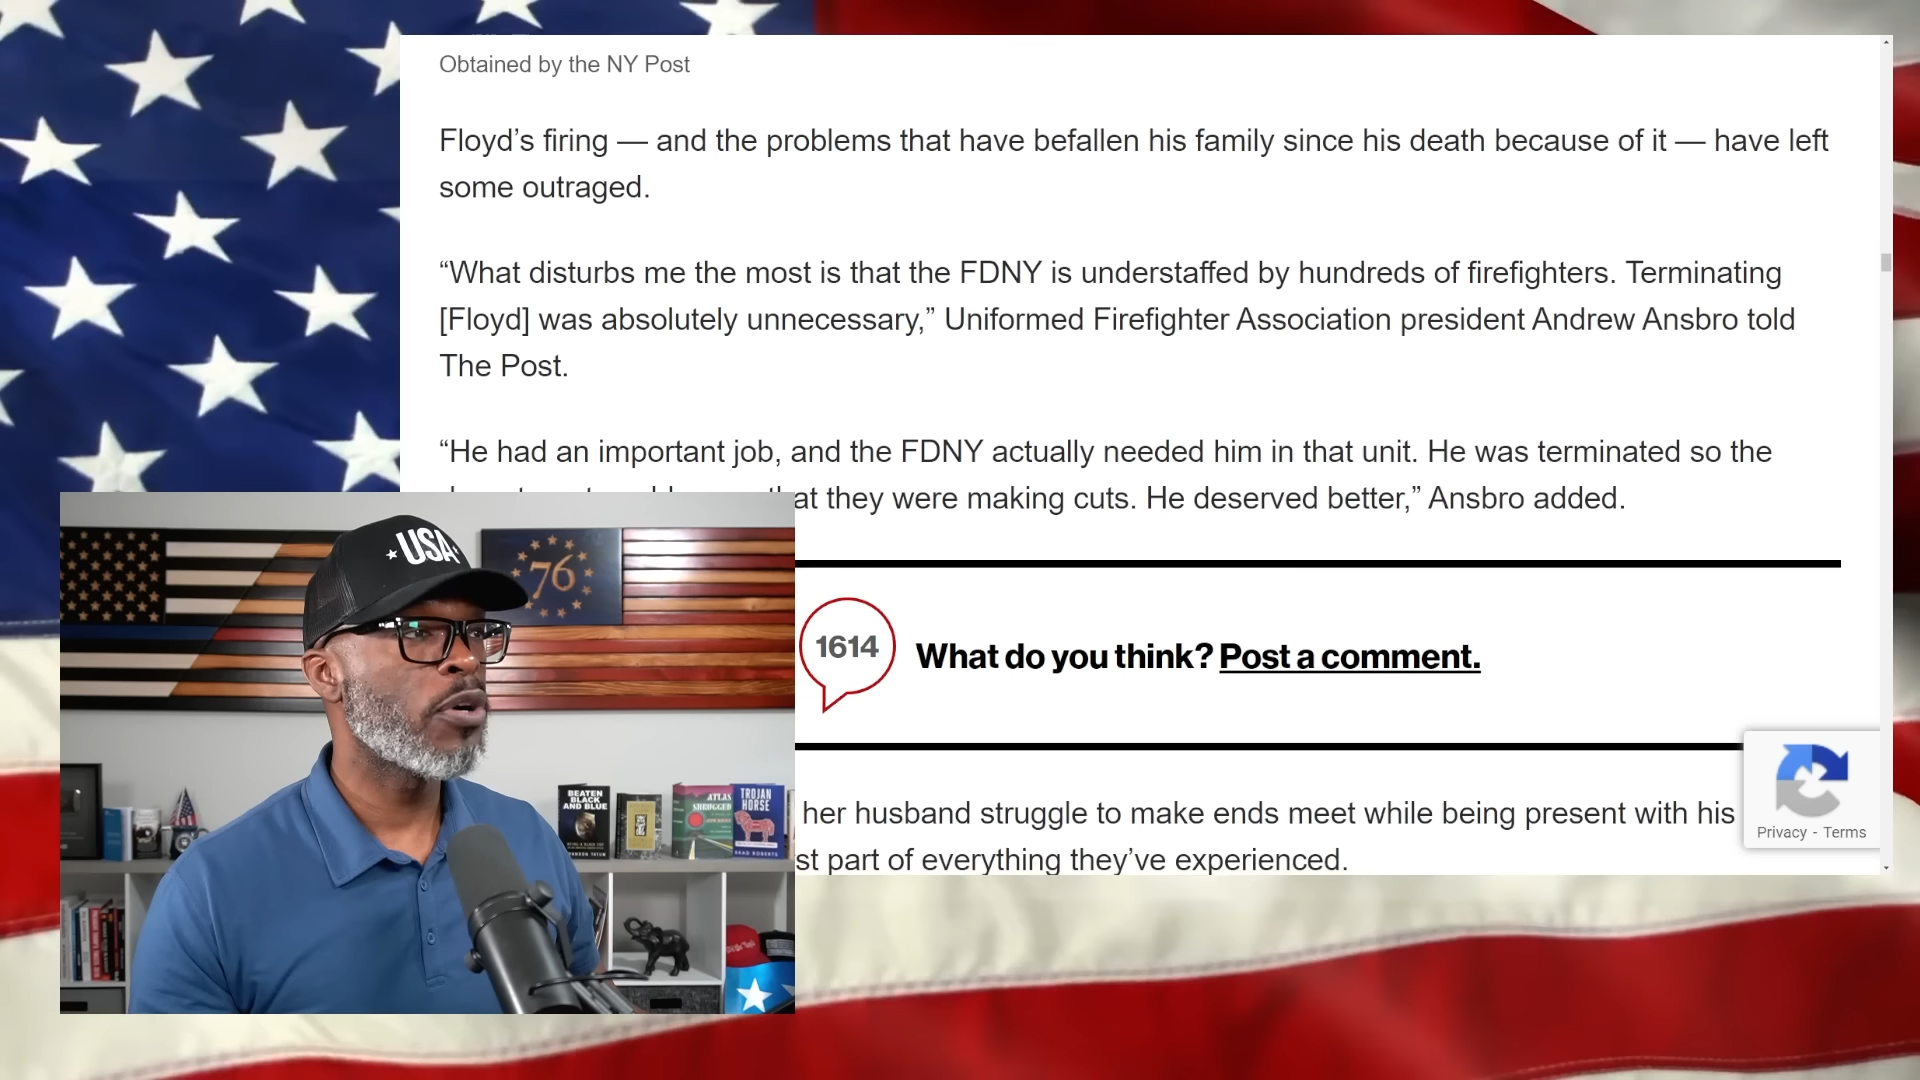 Obtained by the NY Post
Floyd’s firing — and the problems that have befallen his family since his death because of it — have left
some outraged.
“What disturbs me the most is that the FDNY is understaffed by hundreds of firefighters. Terminating
[Floyd] was absolutely unnecessary,” Uniformed Firefighter Association president Andrew Ansbro told
The Post.
“He had an important job, and the FDNY actually needed him in that unit. He was terminated so the
they were making cuts. He deserved better,” Ansbro added.
1614
What do you think? Post a comment.
her husband struggle to make ends meet while being present with his
part of everything they’ve experienced.
Privacy - Terms
USA
76
BEATEN
BLACK
AND BLUE
BRANDON TATUM
ATLAS
SHRUGGED
TROJAN
HORSE
BRAD ROBERTS